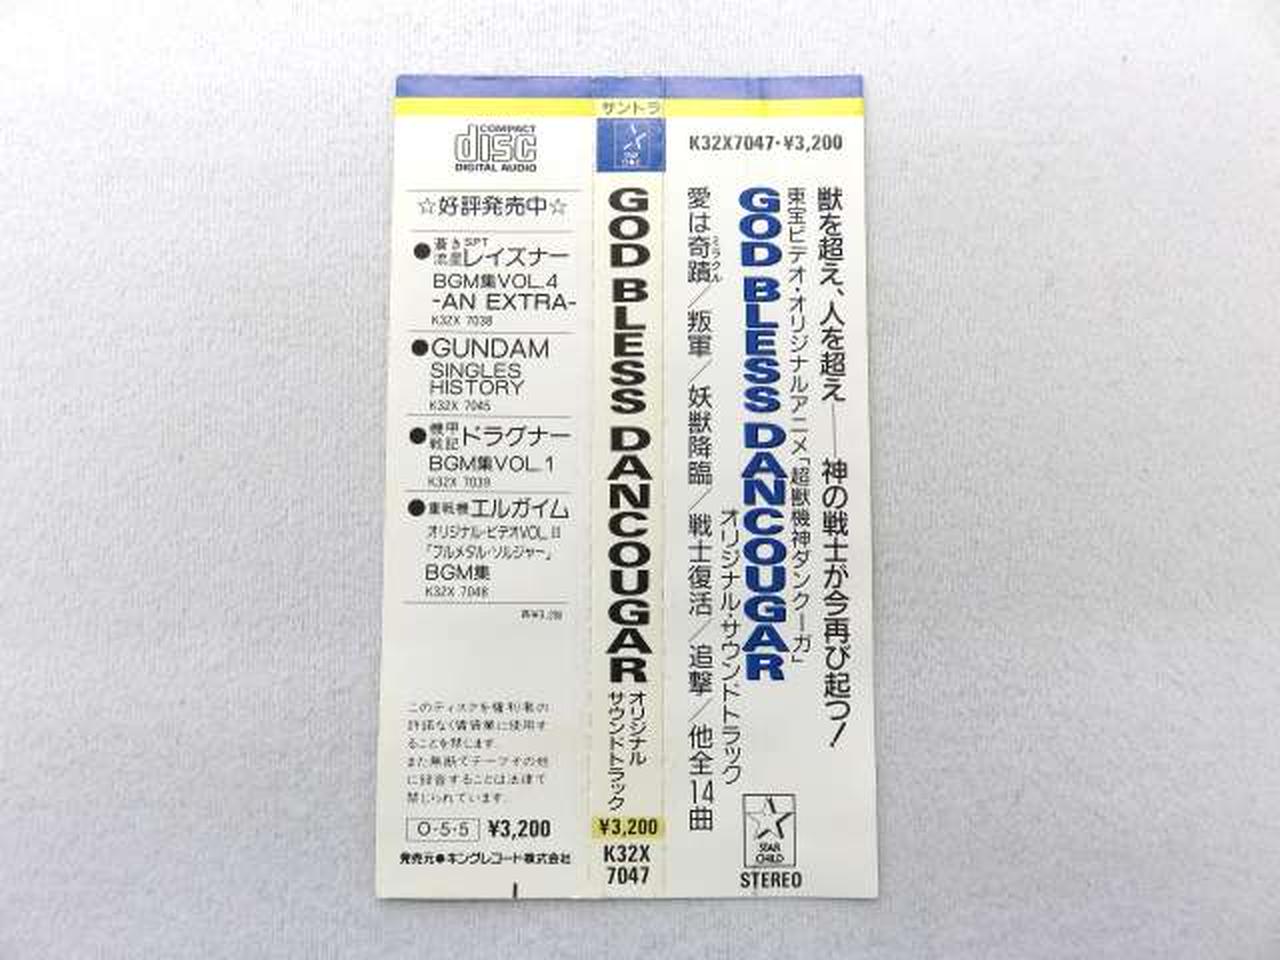 COMPACT
disc
DIGITAL AUDIO
☆好評発売中☆
●蒼き流星SPTレイズナー
BGM集VOL.4
-AN EXTRA-
K32X 7038
●GUNDAM
SINGLES
HISTORY
K32X 7045
●機甲戦記ドラグナー
BGM集VOL.1
K32X 7039
●重戦機エルガイム
オリジナル・ビデオVOL.II
「フルメタル・ソルジャー」
BGM集
K32X 7048
各¥3,200
このディスクを権利者の
許諾なく賃貸業に使用す
ることを禁じます。
また無断でテープその他
に録音することは法律で
禁じられています。
O-5-5 ¥3,200
発売元●キングレコード株式会社
サントラ
STAR CHILD
GOD BLESS DANCOUGAR
オリジナル
サウンドトラック
¥3,200
K32X
7047
K32X7047・¥3,200
獣を超え、人を超え——神の戦士が今再び起つ!
東宝ビデオ・オリジナルアニメ「超獣機神ダンクーガ」
GOD BLESS DANCOUGAR
オリジナル・サウンドトラック
愛は奇蹟ミラクル/叛軍/妖獣降臨/戦士復活/追撃/他全14曲
STAR
CHILD
STEREO